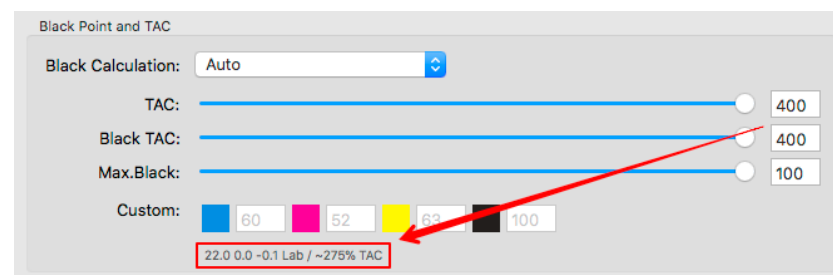 Black Point and TAC
Black Calculation: Auto
TAC: 400
Black TAC: 400
Max.Black: 100
Custom: 60 52 63 100
22.0 0.0 -0.1 Lab / ~275% TAC